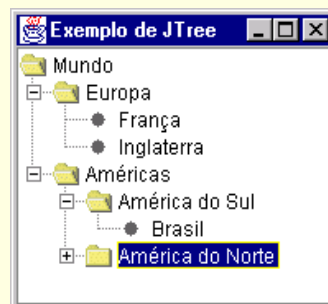 Exemplo de JTree
Mundo
Europa
França
Inglaterra
Américas
América do Sul
Brasil
América do Norte